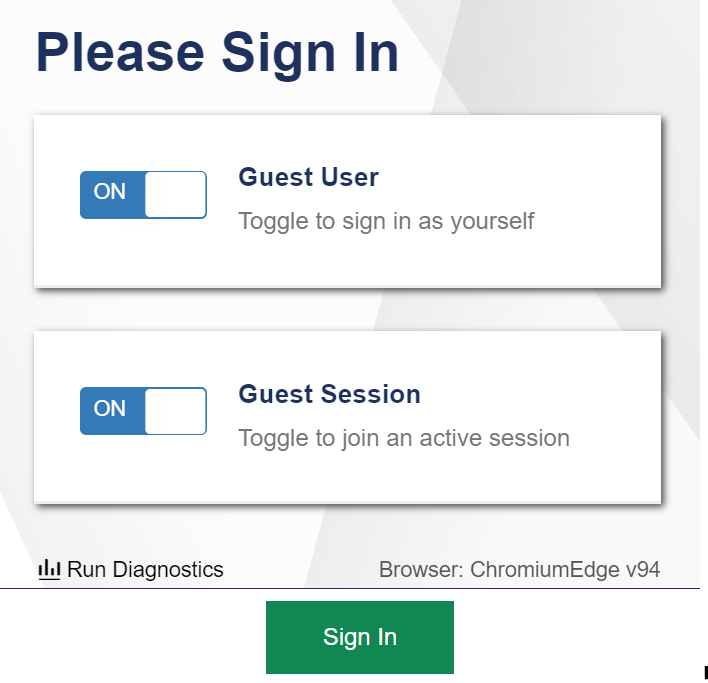 Please Sign In
ON
Guest User
Toggle to sign in as yourself
ON
Guest Session
Toggle to join an active session
Run Diagnostics
Browser: ChromiumEdge v94
Sign In